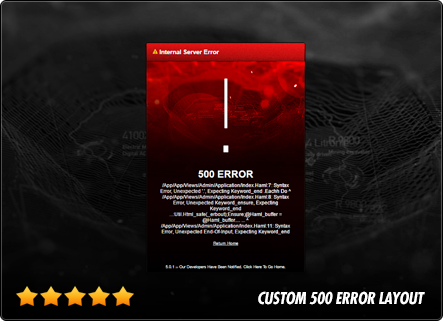 Internal Server Error
500 ERROR
/App/App/Views/Admin/Application/Index.Haml:7: Syntax
Error, Unexpected '.', Expecting Keyword_end .Eachh Do ^
/App/App/Views/Admin/Application/Index.Haml:8: Syntax
Error, Unexpected Keyword_ensure, Expecting
Keyword_end
...'Util.Html_safe(_erbout);Ensure;@Haml_buffer =
@Haml_buffer... ... ^
/App/App/Views/Admin/Application/Index.Haml:11: Syntax
Error, Unexpected End-Of-Input, Expecting Keyword_end
Return Home
5.0.1 – Our Developers Have Been Notified. Click Here To Go Home.
CUSTOM 500 ERROR LAYOUT